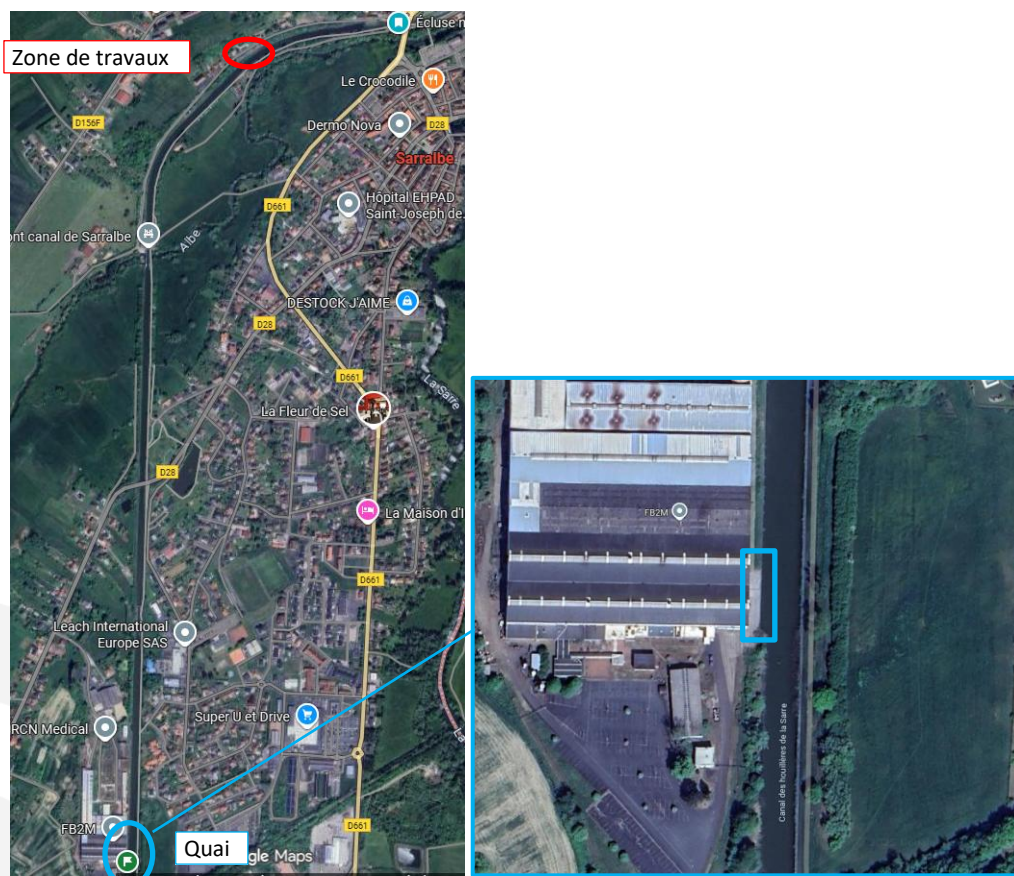 Écluse n
Zone de travaux
Le Crocodile
D156F
Dermo Nova
D28
Sarralbe
Hôpital EHPAD
Saint-Joseph de
D661
ont canal de Sarralbe
Albe
DESTOCK J'AIME
D28
La Sarre
D661
La Fleur de Sel
D28
La Maison d'I
D661
Leach International
Europe SAS
Super U et Drive
RCN Medical
La
FB2M
D661
Quai
gle Maps
FB2M
Canal des houillères de la Sarre